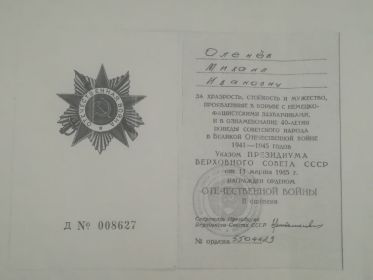 ОТЕЧЕСТВЕННАЯ ВОЙНА
Д № 008627
Оленёв
Михаил
Иванович
ЗА ХРАБРОСТЬ, СТОЙКОСТЬ И МУЖЕСТВО,
ПРОЯВЛЕННЫЕ В БОРЬБЕ С НЕМЕЦКО-
ФАШИСТСКИМИ ЗАХВАТЧИКАМИ,
И В ОЗНАМЕНОВАНИЕ 40-ЛЕТИЯ
ПОБЕДЫ СОВЕТСКОГО НАРОДА
В ВЕЛИКОЙ ОТЕЧЕСТВЕННОЙ ВОЙНЕ
1941—1945 ГОДОВ
УКАЗОМ ПРЕЗИДИУМА
ВЕРХОВНОГО СОВЕТА СССР
от 11 марта 1985 г.
НАГРАЖДЕН ОРДЕНОМ
ОТЕЧЕСТВЕННОЙ ВОЙНЫ
II СТЕПЕНИ
Секретарь Президиума
Верховного Совета СССР
№ ордена